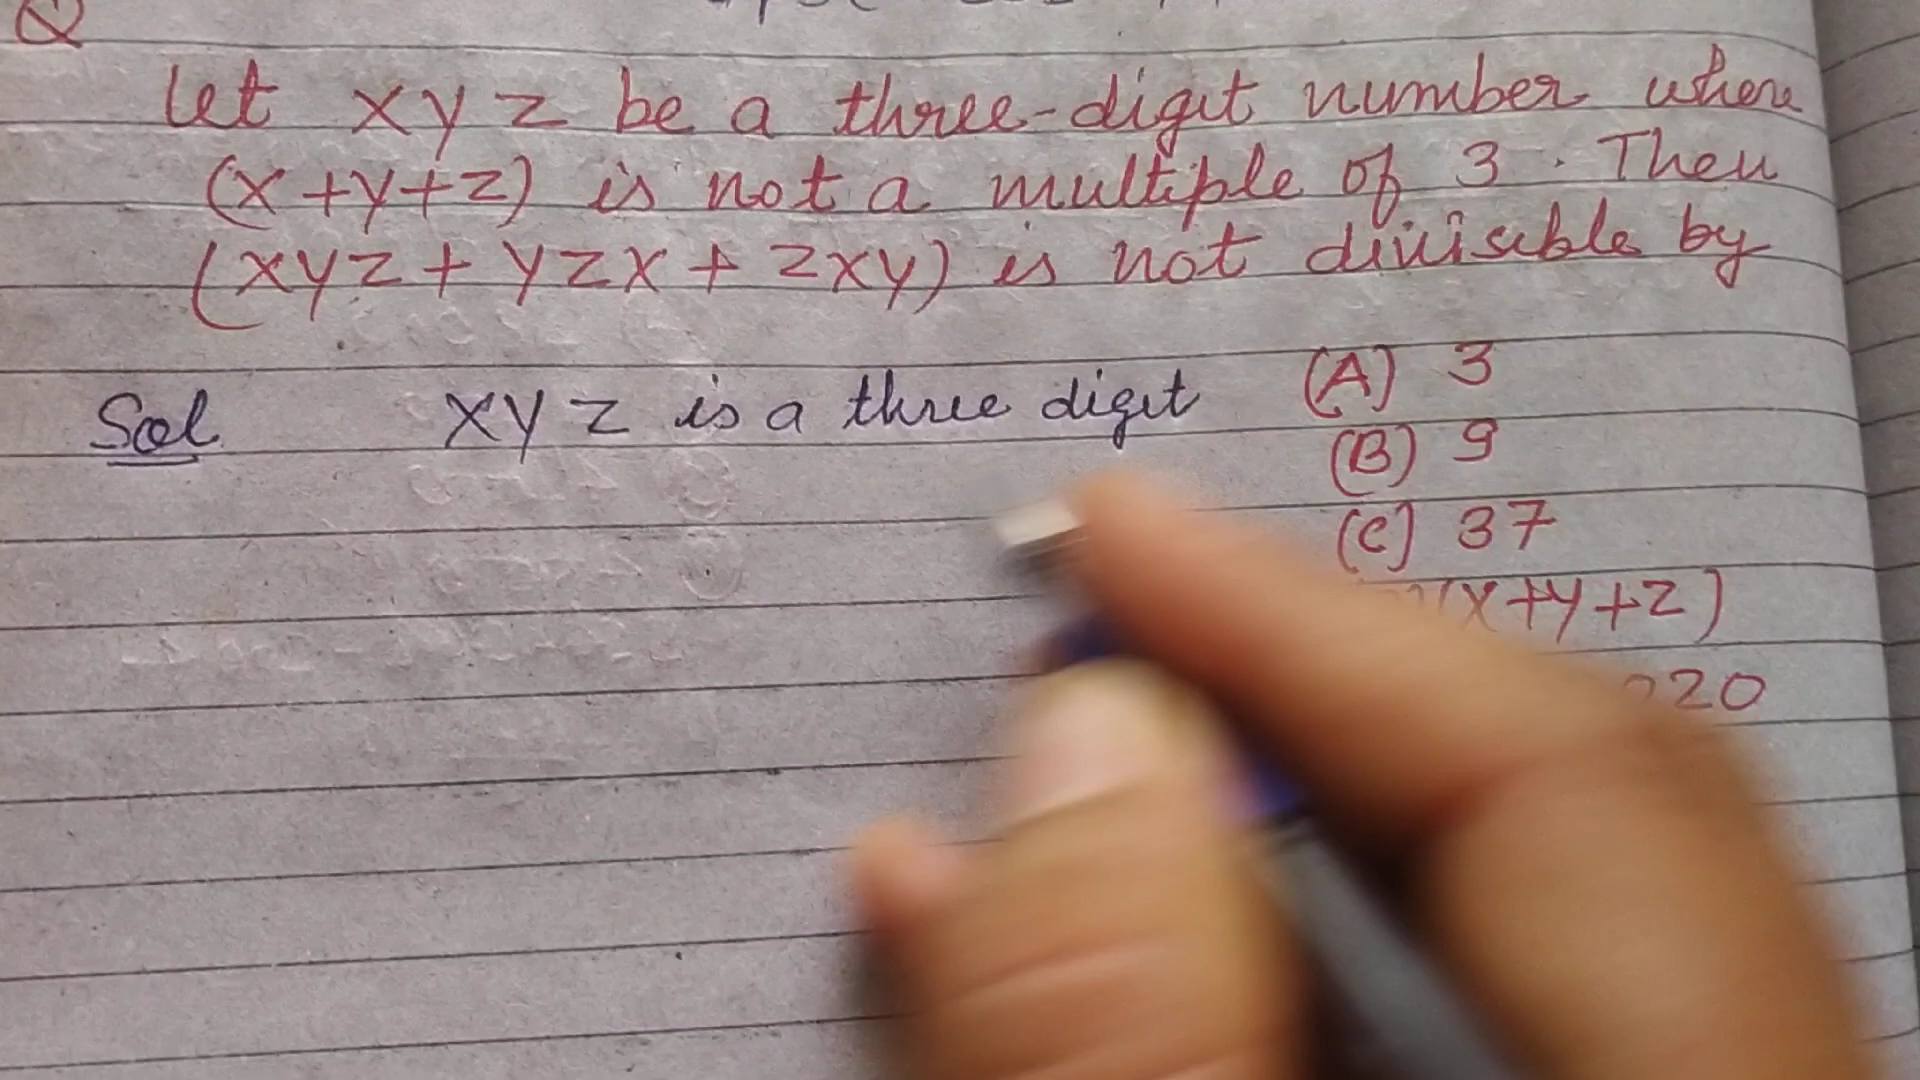 Q
Let xyz be a three-digit number where
(x+y+z) is not a multiple of 3. Then
(xyz + yzx + zxy) is not divisible by
Sol xyz is a three digit
(A) 3
(B) 9
(C) 37
(x+y+z)
020